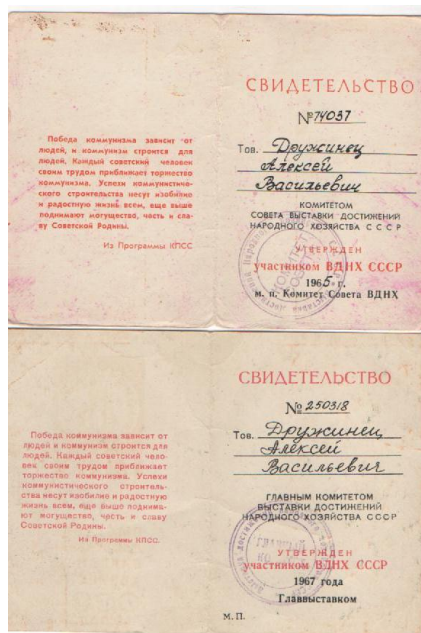 Победа коммунизма зависит от
людей, и коммунизм строится для
людей. Каждый советский человек
своим трудом приближает торжество
коммунизма. Успехи коммунистиче-
ского строительства несут изобилие
и радостную жизнь всем, еще выше
поднимают могущество, честь и сла-
ву Советской Родины.
Из Программы КПСС
СВИДЕТЕЛЬСТВО
№ 74037
Тов. Дружинец
Алексей
Васильевич
КОМИТЕТОМ
СОВЕТА ВЫСТАВКИ ДОСТИЖЕНИЙ
НАРОДНОГО ХОЗЯЙСТВА СССР
УТВЕРЖДЕН
участником ВДНХ СССР
1965 г.
м. п. Комитет Совета ВДНХ
Победа коммунизма зависит от
людей и коммунизм строится для
людей. Каждый советский чело-
век своим трудом приближает
торжество коммунизма. Успехи
коммунистического строитель-
ства несут изобилие и радостную
жизнь всем, еще выше поднима-
ют могущество, честь и славу
Советской Родины.
Из Программы КПСС.
СВИДЕТЕЛЬСТВО
№ 250318
Тов. Дружинец
Алексей
Васильевич
ГЛАВНЫМ КОМИТЕТОМ
ВЫСТАВКИ ДОСТИЖЕНИЙ
НАРОДНОГО ХОЗЯЙСТВА СССР
УТВЕРЖДЕН
участником ВДНХ СССР
1967 года
Главвыставком
М. П.